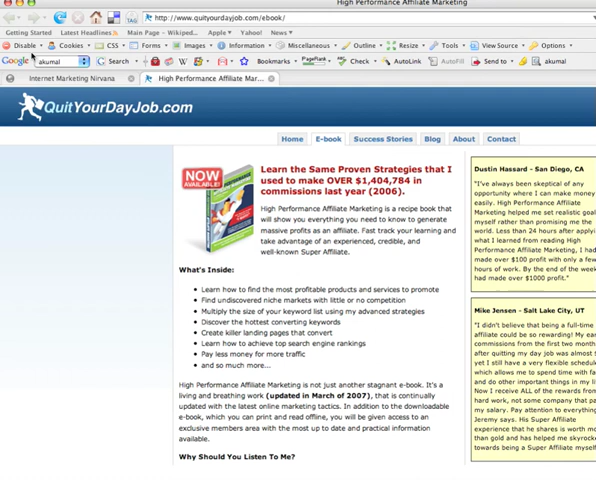 High Performance Affiliate Marketing
http://www.quityourdayjob.com/ebook/
Getting Started
Latest Headlines
Main Page - Wikiped...
Apple
Yahoo!
News
Disable
Cookies
CSS
Forms
Images
Information
Miscellaneous
Outline
Resize
Tools
View Source
Options
Google
akumal
Search
Bookmarks
PageRank
Check
AutoLink
AutoFill
Send to
akumal
Internet Marketing Nirvana
High Performance Affiliate Mar...
QuitYourDayJob.com
Home
E-book
Success Stories
Blog
About
Contact
NOW
AVAILABLE!
Learn the Same Proven Strategies that I
used to make OVER $1,404,784 in
commissions last year (2006).
High Performance Affiliate Marketing is a recipe book that
will show you everything you need to know to generate
massive profits as an affiliate. Fast track your learning and
take advantage of an experienced, credible, and
well-known Super Affiliate.
What's Inside:
Learn how to find the most profitable products and services to promote
Find undiscovered niche markets with little or no competition
Multiply the size of your keyword list using my advanced strategies
Discover the hottest converting keywords
Create killer landing pages that convert
Learn how to achieve top search engine rankings
Pay less money for more traffic
and so much more...
High Performance Affiliate Marketing is not just another stagnant e-book. It's a
living and breathing work (updated in March of 2007), that is continually
updated with the latest online marketing tactics. In addition to the downloadable
e-book, which you can print and read offline, you will be given access to an
exclusive members area with the most up to date and practical information
available.
Why Should You Listen To Me?
Dustin Hassard - San Diego, CA
"I've always been skeptical of any
opportunity where I can make money
easily. High Performance Affiliate
Marketing helped me set realistic goal
myself rather than promising me the
world. Less than 24 hours after applyi
what I learned from reading High
Performance Affiliate Marketing, I had
made over $100 profit with only a few
hours of work. By the end of the week
had made over $1000 profit."
Mike Jensen - Salt Lake City, UT
"I didn't believe that being a full-time
affiliate could be so rewarding! My ear
commissions from the first two month
after quitting my day job was almost t
yet I still have a very flexible schedule
which allows me to spend time with fa
and do other important things in my li
Now I receive ALL of the rewards from
hard work, not some company that pa
my salary. Pay attention to everything
Jeremy says. His Super Affiliate
experience that he shares is worth mo
than gold and has helped me skyrocke
towards being a Super Affiliate myself